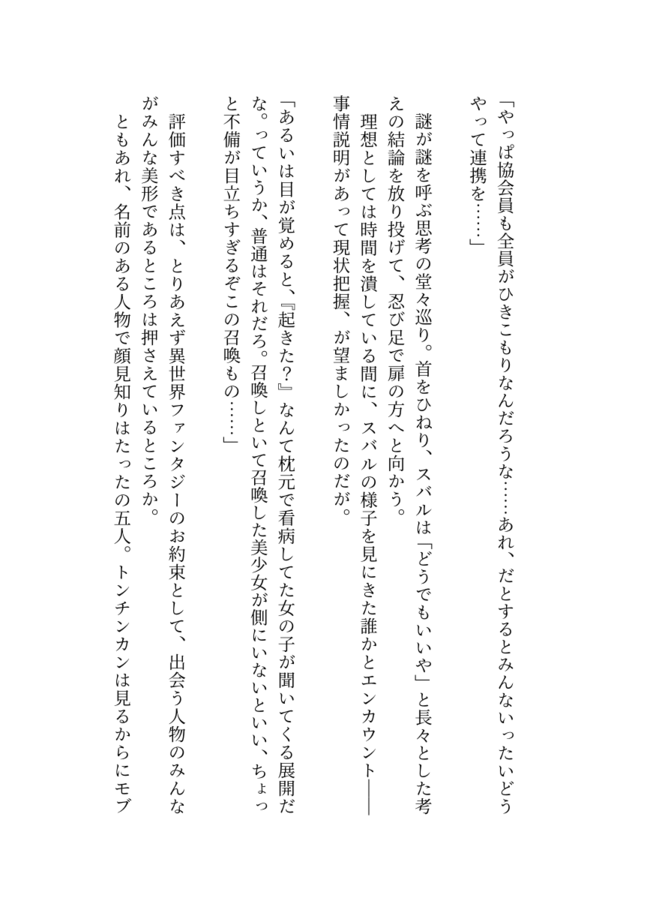 「やっぱ協会員も全員がひきこもりなんだろうな……あれ、だとするとみんないったいどう
やって連携を……」
謎が謎を呼ぶ思考の堂々巡り。首をひねり、スバルは「どうでもいいや」と長々とした考
えの結論を放り投げて、忍び足で扉の方へと向かう。
理想としては時間を潰している間に、スバルの様子を見にきた誰かとエンカウント――
事情説明があって現状把握、が望ましかったのだが。
「あるいは目が覚めると、『起きた？』なんて枕元で看病してた女の子が聞いてくる展開だ
な。っていうか、普通はそれだろ。召喚しといて召喚した美少女が側にいないといい、ちょっ
と不備が目立ちすぎるぞこの召喚もの……」
評価すべき点は、とりあえず異世界ファンタジーのお約束として、出会う人物のみんな
がみんな美形であるところは押さえているところか。
ともあれ、名前のある人物で顔見知りはたったの五人。トンチンカンは見るからにモブ